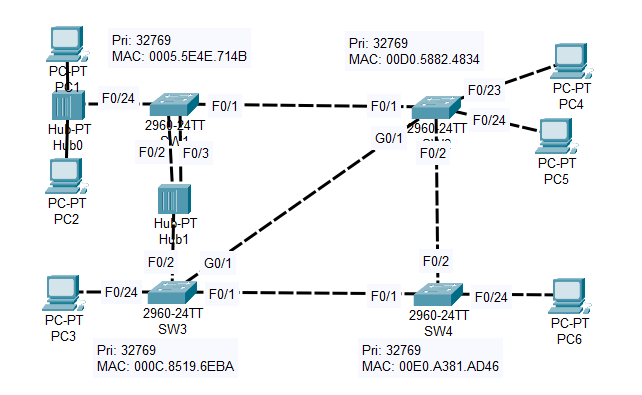 Pri: 32769
MAC: 0005.5E4E.714B
Pri: 32769
MAC: 00D0.5882.4834
PC-PT
PC1
F0/24
F0/1
F0/1
F0/23
PC-PT
PC4
Hub-PT
Hub0
2960-24TT
SW1
2960-24TT
F0/24
G0/1
F0/2
F0/3
F0/2
PC-PT
PC5
PC-PT
PC2
Hub-PT
Hub1
F0/2
G0/1
F0/2
F0/24
F0/1
F0/1
F0/24
PC-PT
PC3
2960-24TT
SW3
2960-24TT
SW4
PC-PT
PC6
Pri: 32769
MAC: 000C.8519.6EBA
Pri: 32769
MAC: 00E0.A381.AD46